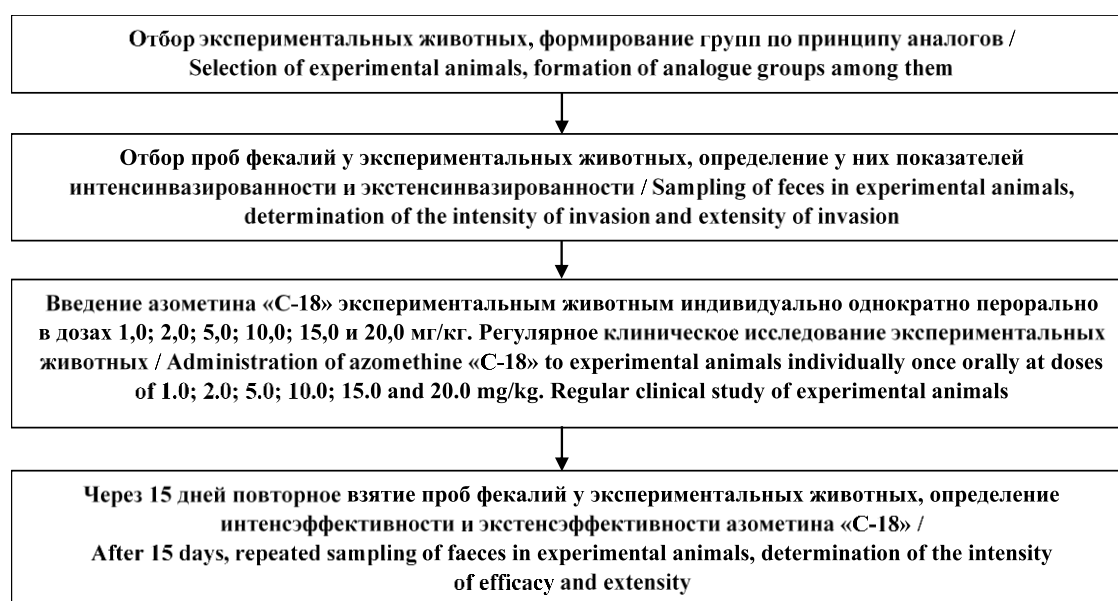 Отбор экспериментальных животных, формирование групп по принципу аналогов /
Selection of experimental animals, formation of analogue groups among them
Отбор проб фекалий у экспериментальных животных, определение у них показателей
интенсинвазированности и экстенсинвазированности / Sampling of feces in experimental animals,
determination of the intensity of invasion and extensity of invasion
Введение азометина «С-18» экспериментальным животным индивидуально однократно перорально
в дозах 1,0; 2,0; 5,0; 10,0; 15,0 и 20,0 мг/кг. Регулярное клиническое исследование экспериментальных
животных / Administration of azomethine «С-18» to experimental animals individually once orally at doses
of 1.0; 2.0; 5.0; 10.0; 15.0 and 20.0 mg/kg. Regular clinical study of experimental animals
Через 15 дней повторное взятие проб фекалий у экспериментальных животных, определение
интенсэффективности и экстенсэффективности азометина «С-18» /
After 15 days, repeated sampling of faeces in experimental animals, determination of the intensity
of efficacy and extensity